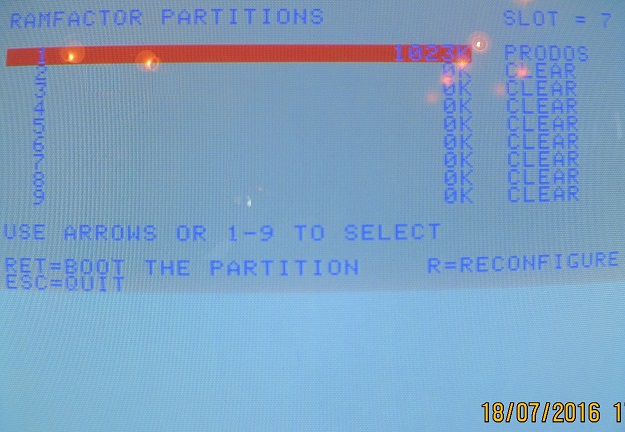 RAMFACTOR PARTITIONS SLOT = 7
1 1023K PRODOS
2 0K CLEAR
3 0K CLEAR
4 0K CLEAR
5 0K CLEAR
6 0K CLEAR
7 0K CLEAR
8 0K CLEAR
9 0K CLEAR
USE ARROWS OR 1-9 TO SELECT
RET=BOOT THE PARTITION R=RECONFIGURE
ESC=QUIT
18/07/2016